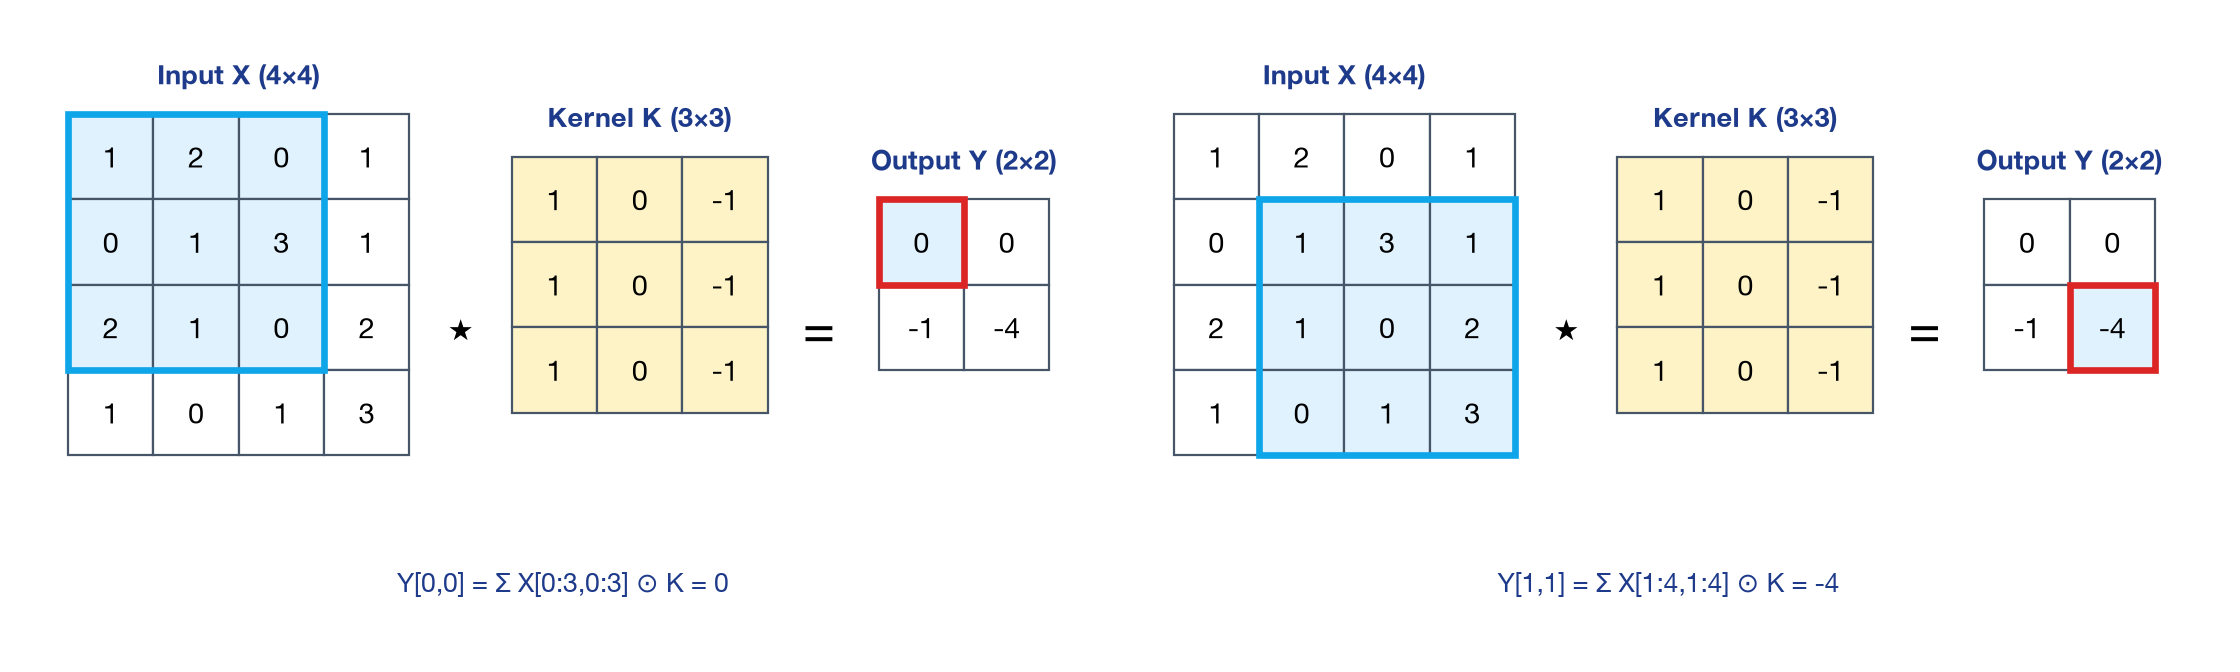 Input X (4×4)
1 2 0 1
0 1 3 1
2 1 0 2
1 0 1 3
★
Kernel K (3×3)
1 0 -1
1 0 -1
1 0 -1
=
Output Y (2×2)
0 0
-1 -4
Y[0,0] = Σ X[0:3,0:3] ⊙ K = 0
Input X (4×4)
1 2 0 1
0 1 3 1
2 1 0 2
1 0 1 3
★
Kernel K (3×3)
1 0 -1
1 0 -1
1 0 -1
=
Output Y (2×2)
0 0
-1 -4
Y[1,1] = Σ X[1:4,1:4] ⊙ K = -4